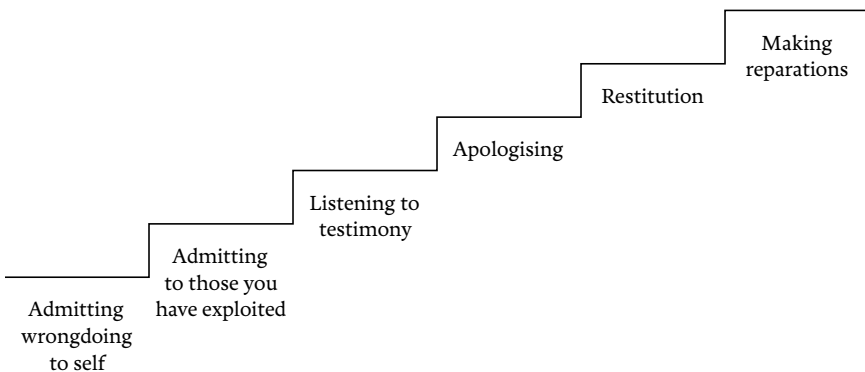 Making
reparations
Restitution
Apologising
Listening to
testimony
Admitting
to those you
have exploited
Admitting
wrongdoing
to self